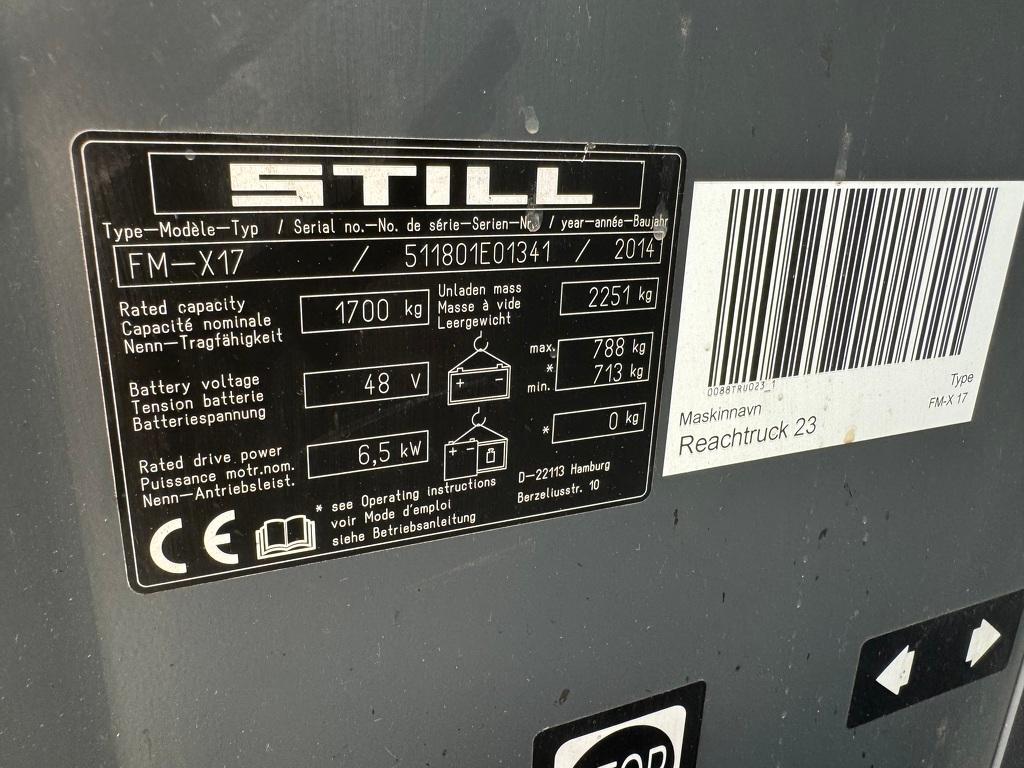 STILL
Type–Modèle–Typ / Serial no.–No. de série–Serien–Nr. / year–année–Baujahr
FM–X17 / 511801E01341 / 2014
Rated capacity
Capacité nominale
Nenn–Tragfähigkeit
1700 kg
Unladen mass
Masse à vide
Leergewicht
2251 kg
Battery voltage
Tension batterie
Batteriespannung
48 V
+ −
max. 788 kg
*
min. 713 kg
Rated drive power
Puissance motr.nom.
Nenn–Antriebsleist.
6,5 kW
+ −
* 0 kg
CE
* see Operating instructions
voir Mode d'emploi
siehe Betriebsanleitung
D–22113 Hamburg
Berzeliusstr. 10
0088TRU023_1
Maskinnavn
Reachtruck 23
Type
FM-X 17